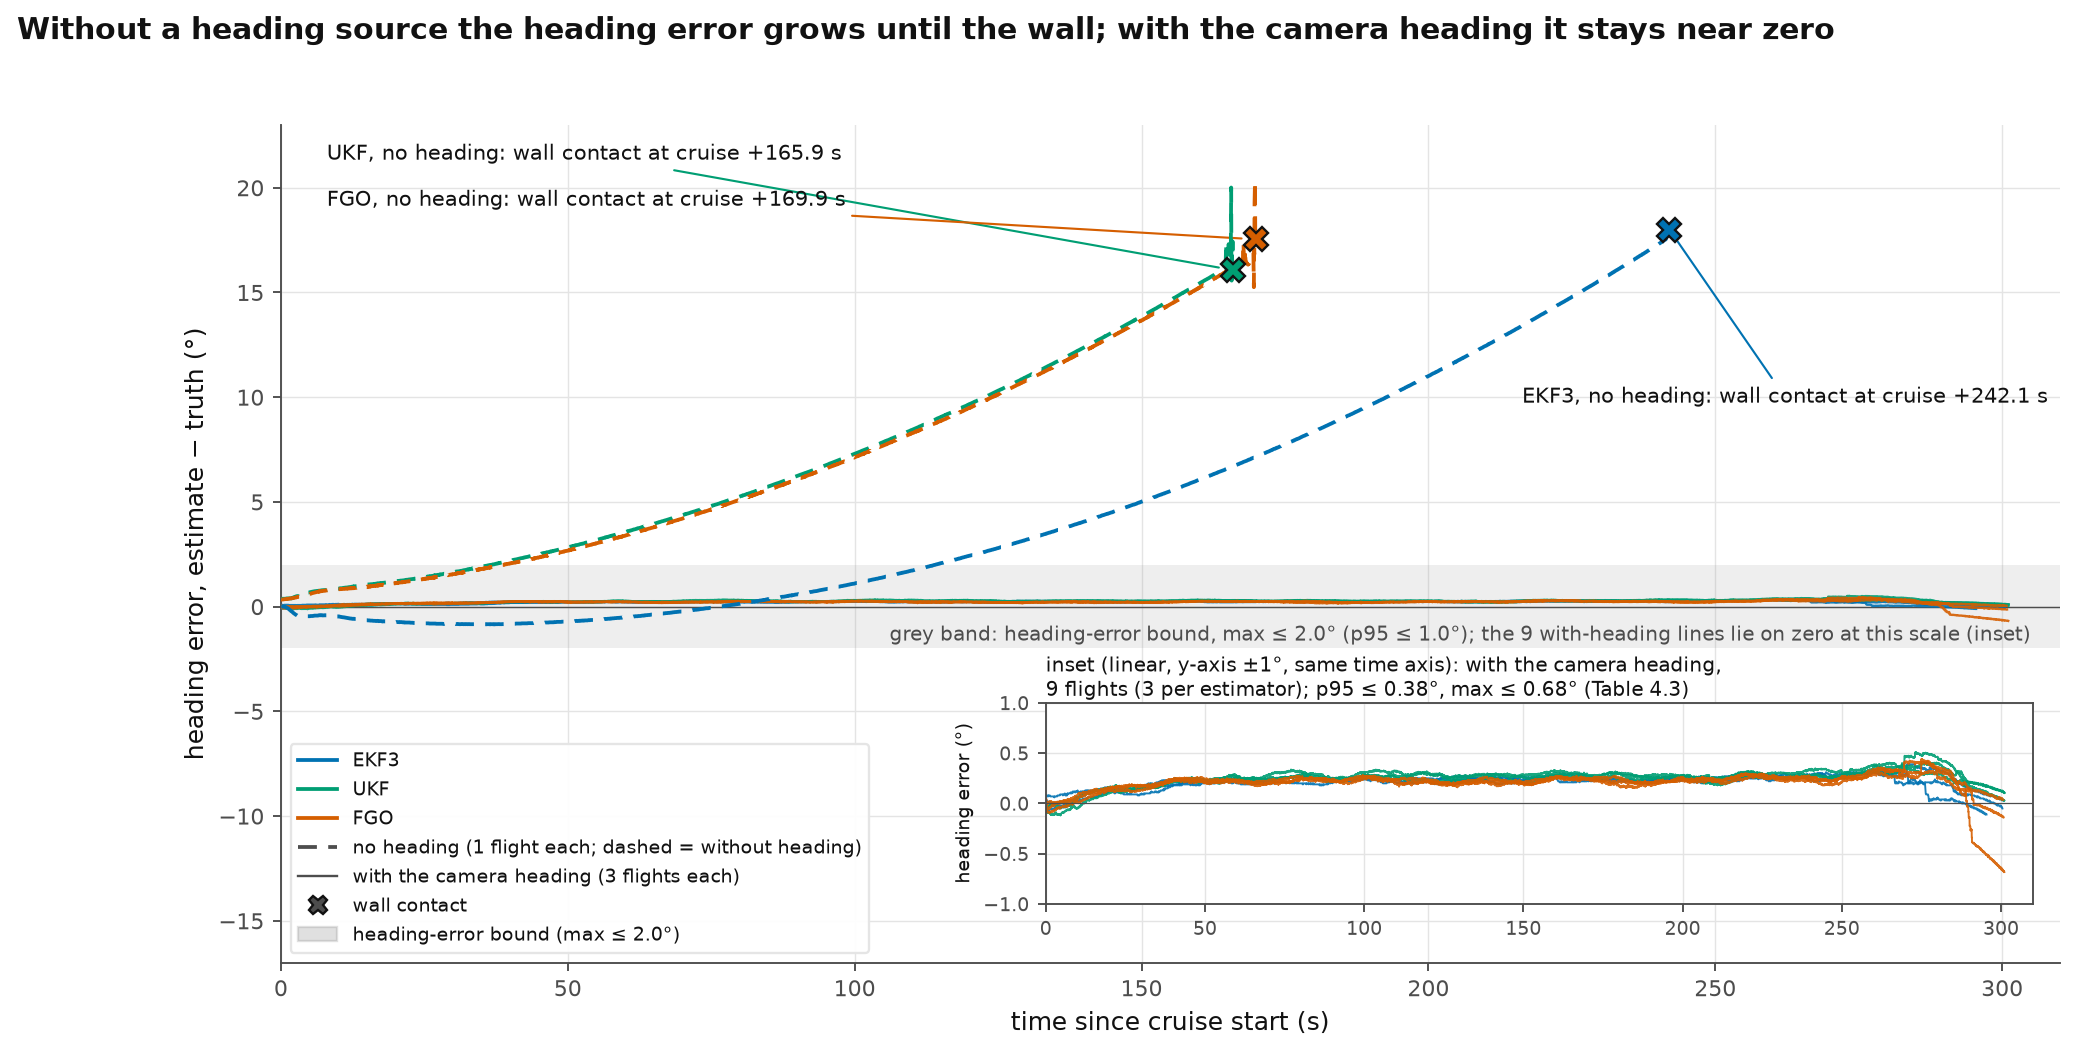 Without a heading source the heading error grows until the wall; with the camera heading it stays near zero
UKF, no heading: wall contact at cruise +165.9 s
FGO, no heading: wall contact at cruise +169.9 s
EKF3, no heading: wall contact at cruise +242.1 s
heading error, estimate − truth (°)
20
15
10
5
0
−5
−10
−15
grey band: heading-error bound, max ≤ 2.0° (p95 ≤ 1.0°); the 9 with-heading lines lie on zero at this scale (inset)
inset (linear, y-axis ±1°, same time axis): with the camera heading,
9 flights (3 per estimator); p95 ≤ 0.38°, max ≤ 0.68° (Table 4.3)
heading error (°)
1.0
0.5
0.0
−0.5
−1.0
0 50 100 150 200 250 300
EKF3
UKF
FGO
no heading (1 flight each; dashed = without heading)
with the camera heading (3 flights each)
wall contact
heading-error bound (max ≤ 2.0°)
0 50 100 150 200 250 300
time since cruise start (s)